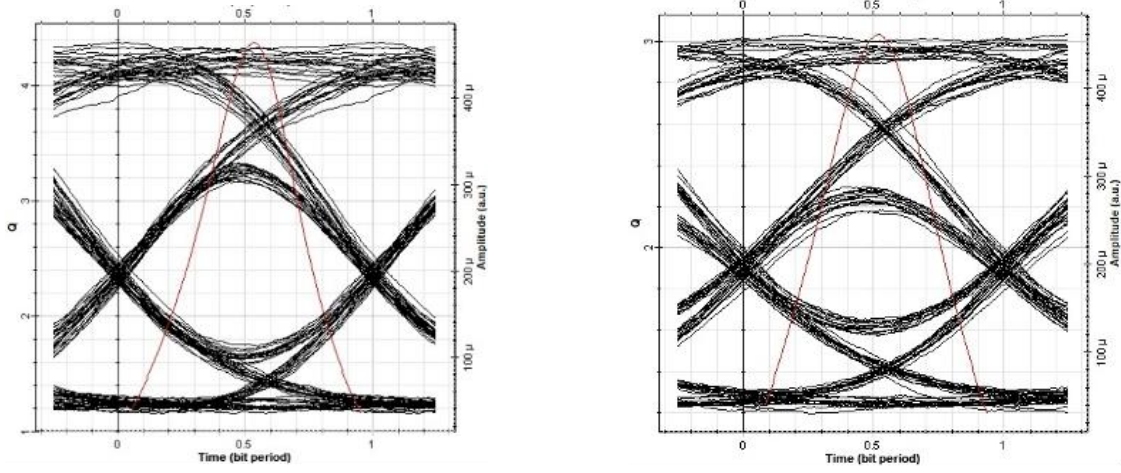 0 0.5 1
4
3
2
1
Q
400 μ
300 μ
200 μ
100 μ
Amplitude (a.u.)
0 0.5 1
Time (bit period)
0 0.5 1
3
2
Q
400 μ
300 μ
200 μ
100 μ
Amplitude (a.u.)
0 0.5 1
Time (bit period)